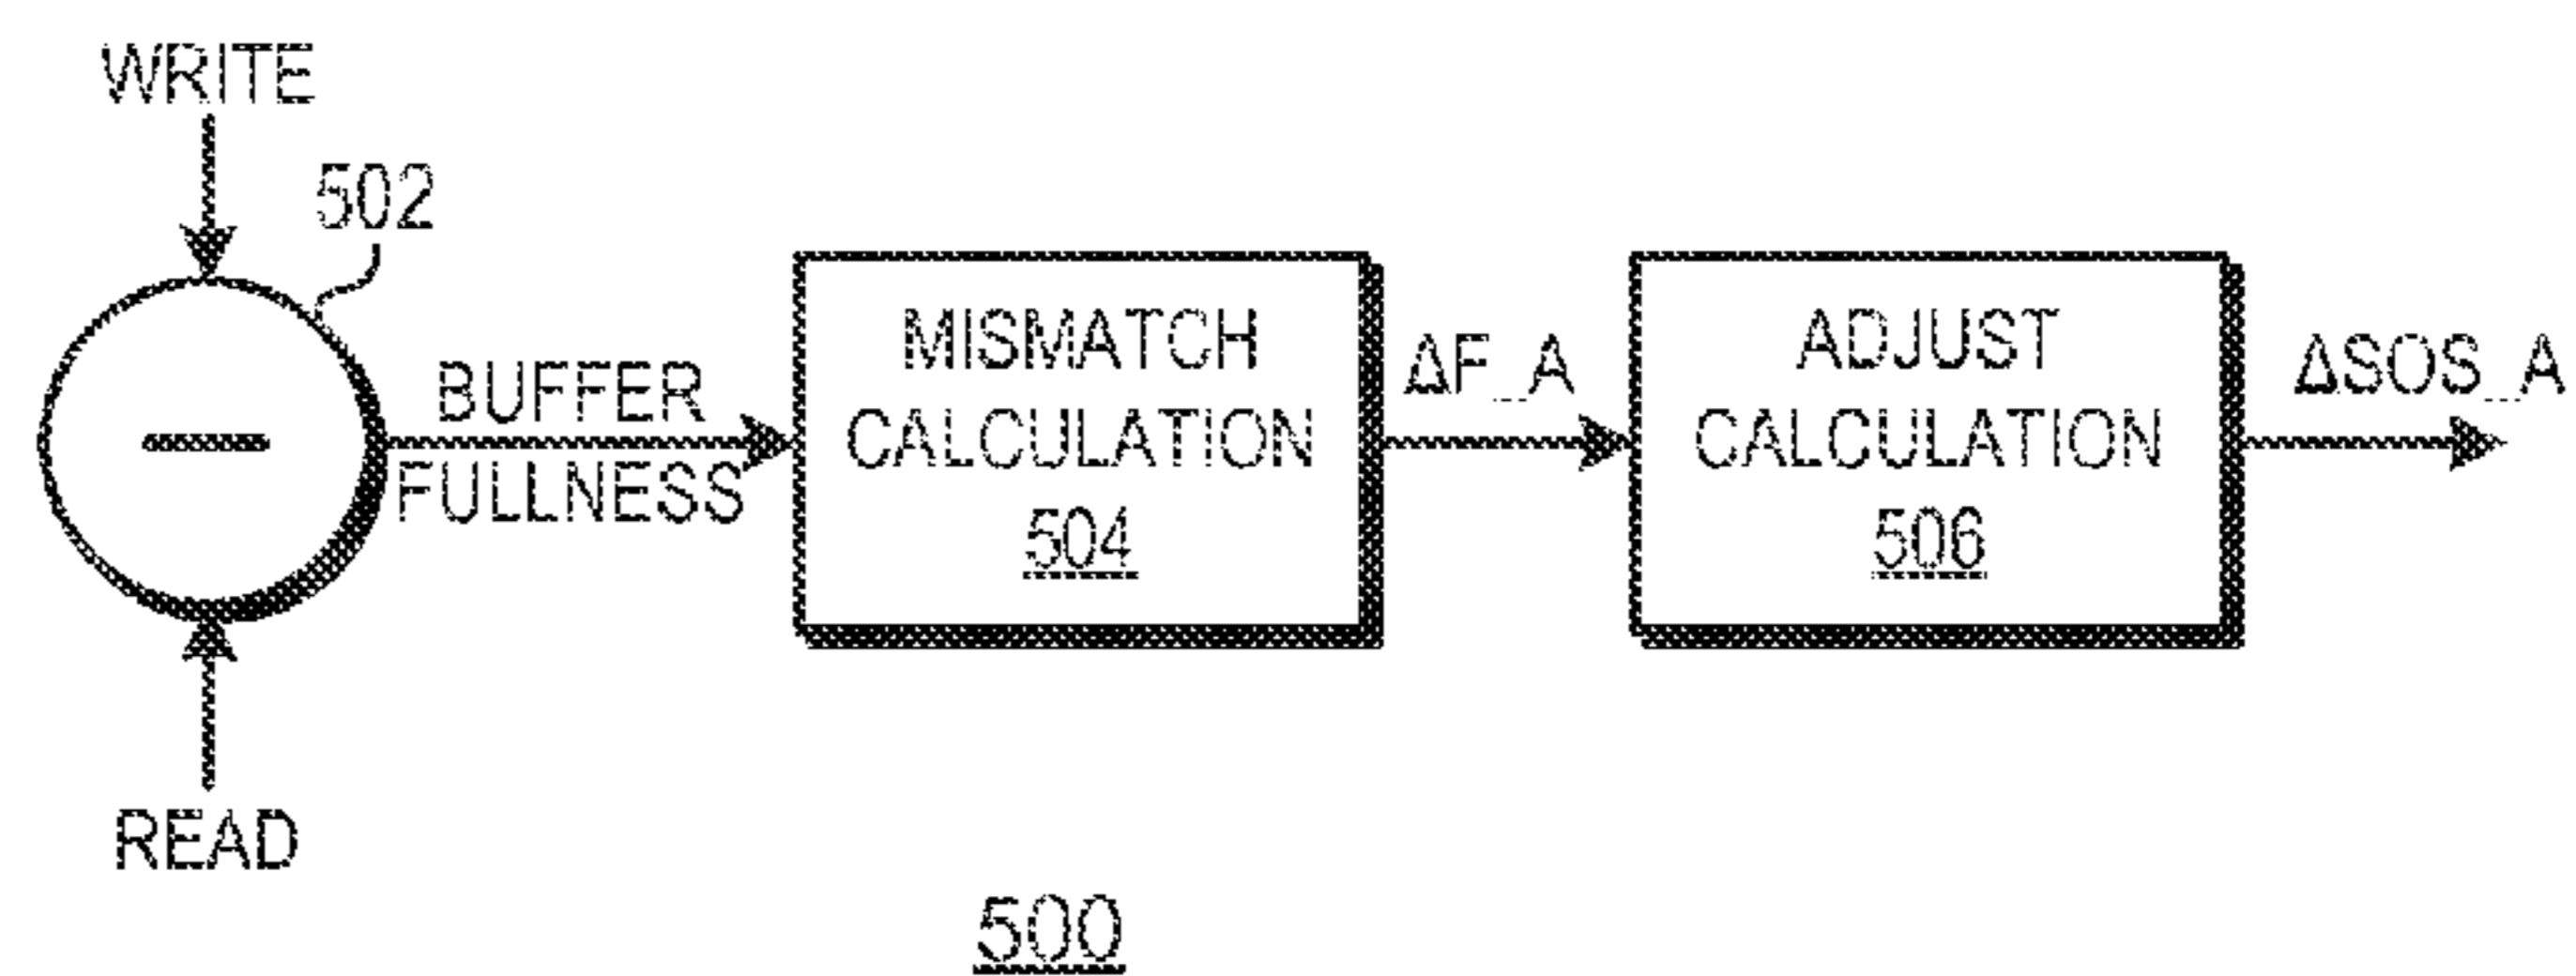 WRITE
502
BUFFER
FULLNESS
MISMATCH
CALCULATION
504
ΔF_A
ADJUST
CALCULATION
506
ΔSOS_A
READ
500